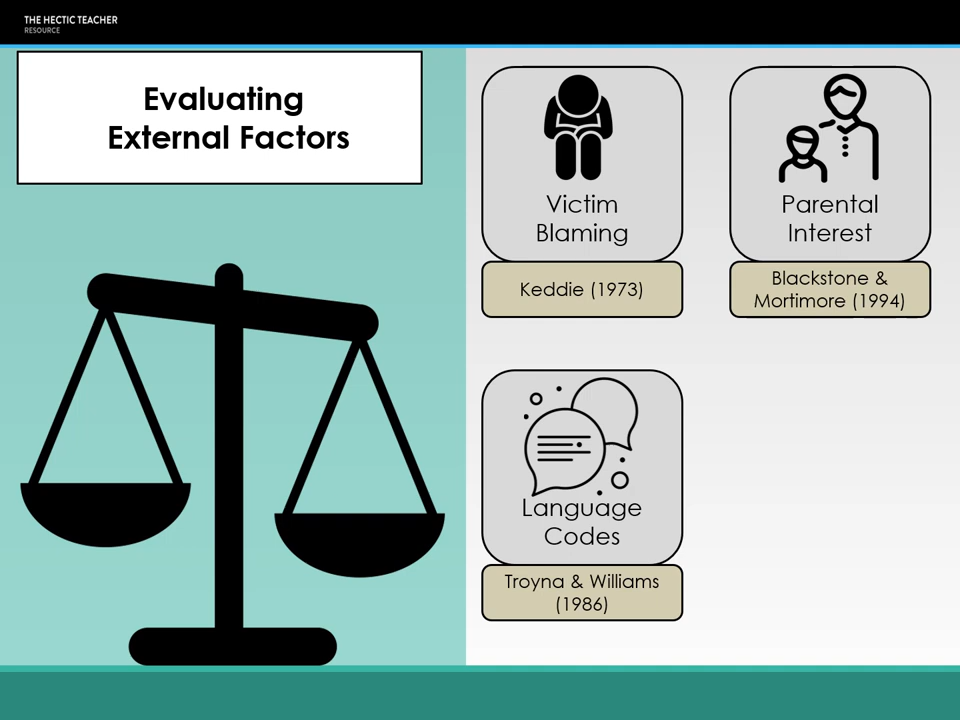 THE HECTIC TEACHER
RESOURCE
Evaluating
External Factors
Victim
Blaming
Keddie (1973)
Parental
Interest
Blackstone &
Mortimore (1994)
Language
Codes
Troyna & Williams
(1986)